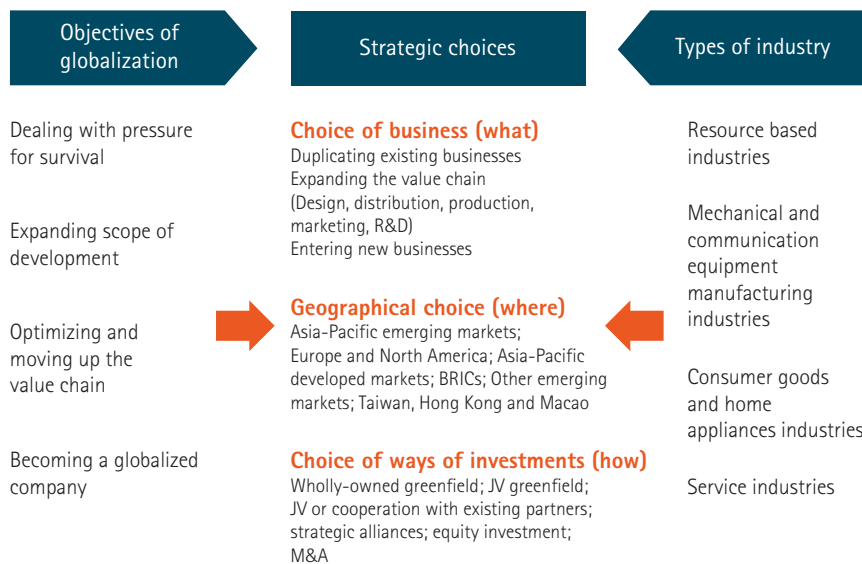 Objectives of
globalization
Strategic choices
Types of industry
Dealing with pressure
for survival
Expanding scope of
development
Optimizing and
moving up the
value chain
Becoming a globalized
company
Choice of business (what)
Duplicating existing businesses
Expanding the value chain
(Design, distribution, production,
marketing, R&D)
Entering new businesses
Geographical choice (where)
Asia-Pacific emerging markets;
Europe and North America; Asia-Pacific
developed markets; BRICs; Other emerging
markets; Taiwan, Hong Kong and Macao
Choice of ways of investments (how)
Wholly-owned greenfield; JV greenfield;
JV or cooperation with existing partners;
strategic alliances; equity investment;
M&A
Resource based
industries
Mechanical and
communication
equipment
manufacturing
industries
Consumer goods
and home
appliances industries
Service industries